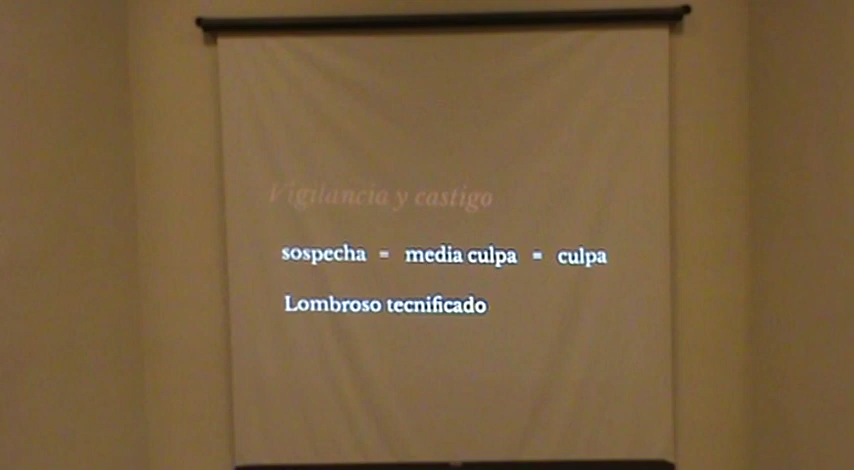 Vigilancia y castigo
sospecha = media culpa = culpa
Lombroso tecnificado